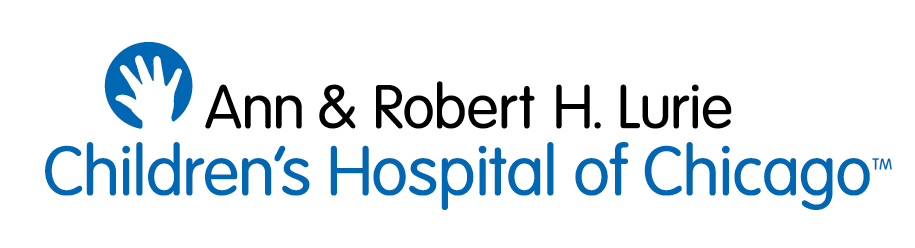 Ann & Robert H. Lurie
Children's Hospital of Chicago™